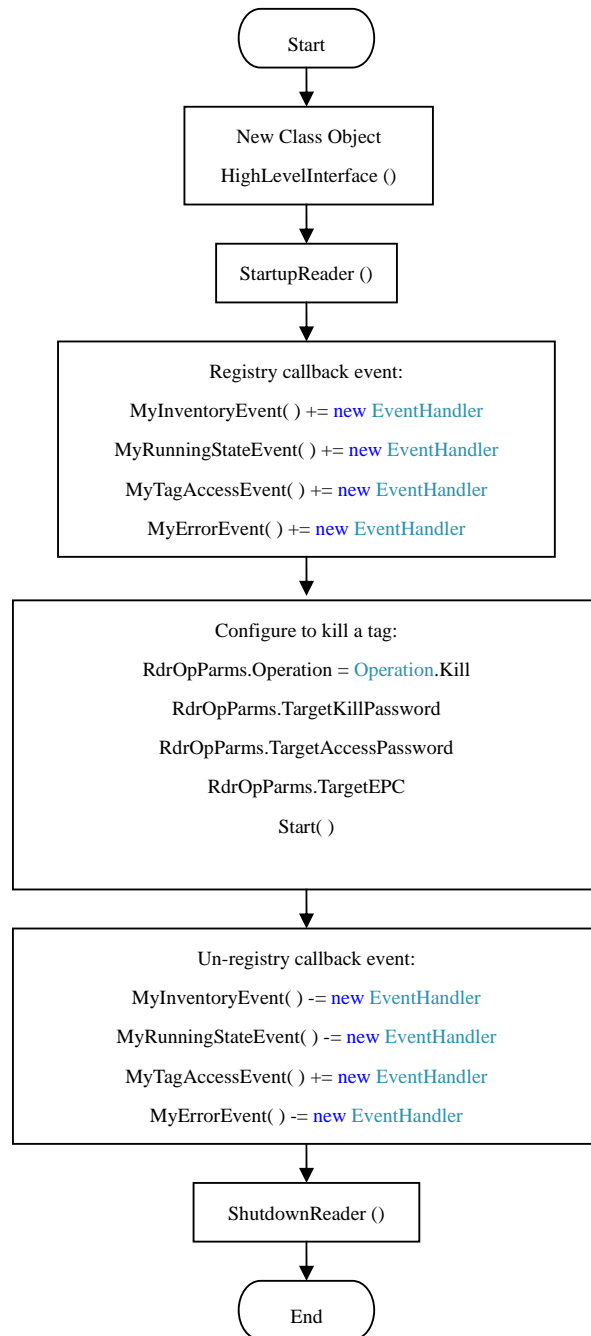 Start
New Class Object
HighLevelInterface ()
StartupReader ()
Registry callback event:
MyInventoryEvent( ) += new EventHandler
MyRunningStateEvent( ) += new EventHandler
MyTagAccessEvent( ) += new EventHandler
MyErrorEvent( ) += new EventHandler
Configure to kill a tag:
RdrOpParms.Operation = Operation.Kill
RdrOpParms.TargetKillPassword
RdrOpParms.TargetAccessPassword
RdrOpParms.TargetEPC
Start( )
Un-registry callback event:
MyInventoryEvent( ) -= new EventHandler
MyRunningStateEvent( ) -= new EventHandler
MyTagAccessEvent( ) += new EventHandler
MyErrorEvent( ) -= new EventHandler
ShutdownReader ()
End